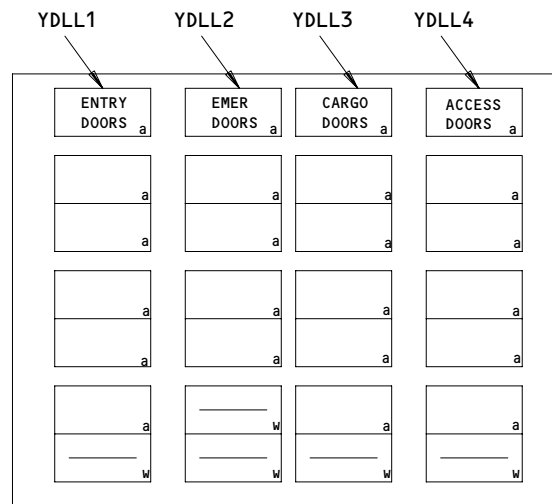 YDLL1 YDLL2 YDLL3 YDLL4
ENTRY EMER CARGO ACCESS
DOORS a DOORS a DOORS a DOORS a
a a a a
a a a a
a a a a
a a a a
a w a a
w w w w